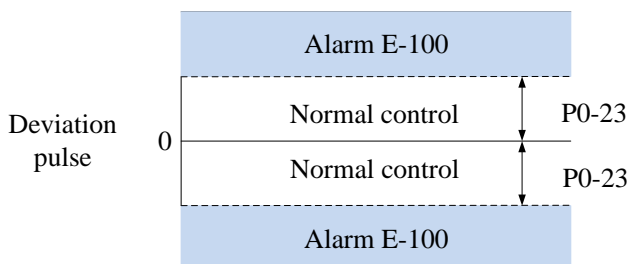 Alarm E-100
Normal control
P0-23
Deviation
pulse
0
Normal control
P0-23
Alarm E-100